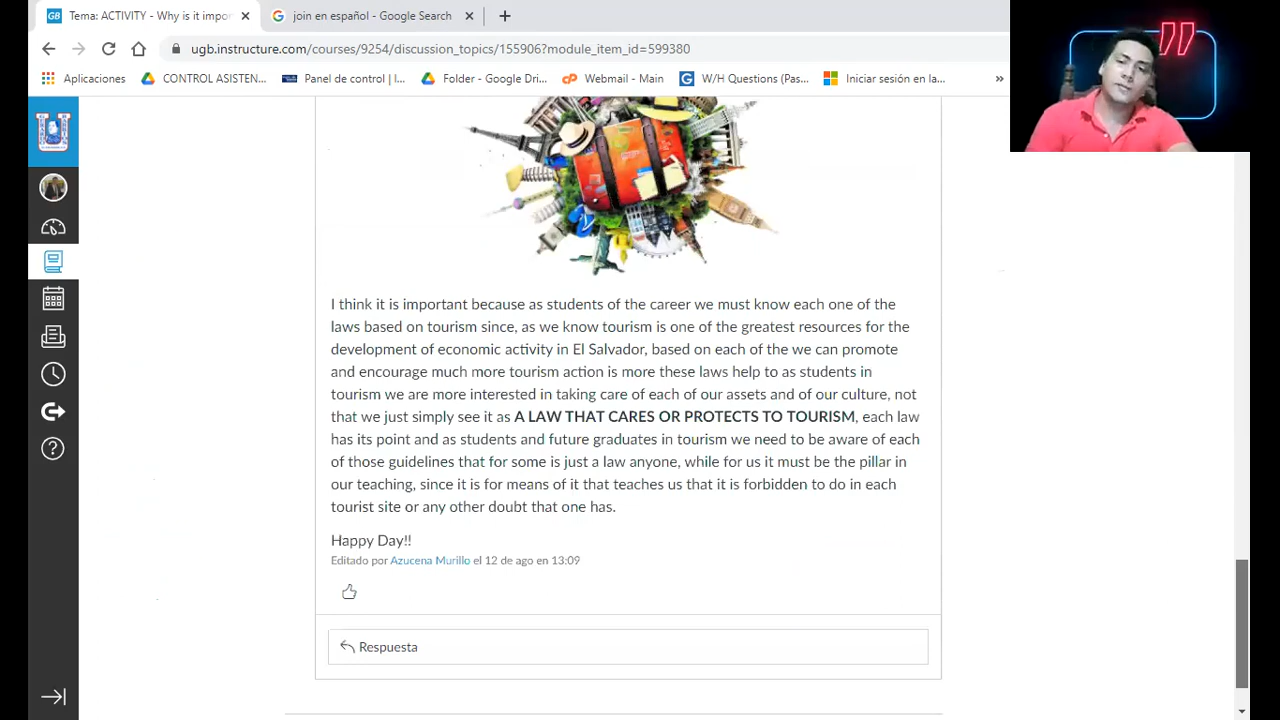 Tema: ACTIVITY - Why is it impor
join en español - Google Search
ugb.instructure.com/courses/9254/discussion_topics/155906?module_item_id=599380
Aplicaciones
CONTROL ASISTEN...
Panel de control | I...
Folder - Google Dri...
Webmail - Main
W/H Questions (Pas...
Iniciar sesión en la...
»
I think it is important because as students of the career we must know each one of the
laws based on tourism since, as we know tourism is one of the greatest resources for the
development of economic activity in El Salvador, based on each of the we can promote
and encourage much more tourism action is more these laws help to as students in
tourism we are more interested in taking care of each of our assets and of our culture, not
that we just simply see it as A LAW THAT CARES OR PROTECTS TO TOURISM, each law
has its point and as students and future graduates in tourism we need to be aware of each
of those guidelines that for some is just a law anyone, while for us it must be the pillar in
our teaching, since it is for means of it that teaches us that it is forbidden to do in each
tourist site or any other doubt that one has.
Happy Day!!
Editado por Azucena Murillo el 12 de ago en 13:09
Respuesta